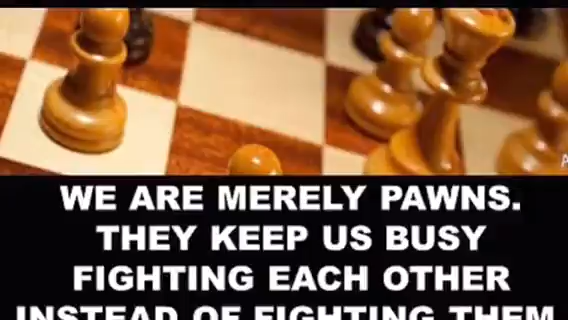 WE ARE MERELY PAWNS.
THEY KEEP US BUSY
FIGHTING EACH OTHER
INSTEAD OF FIGHTING THEM